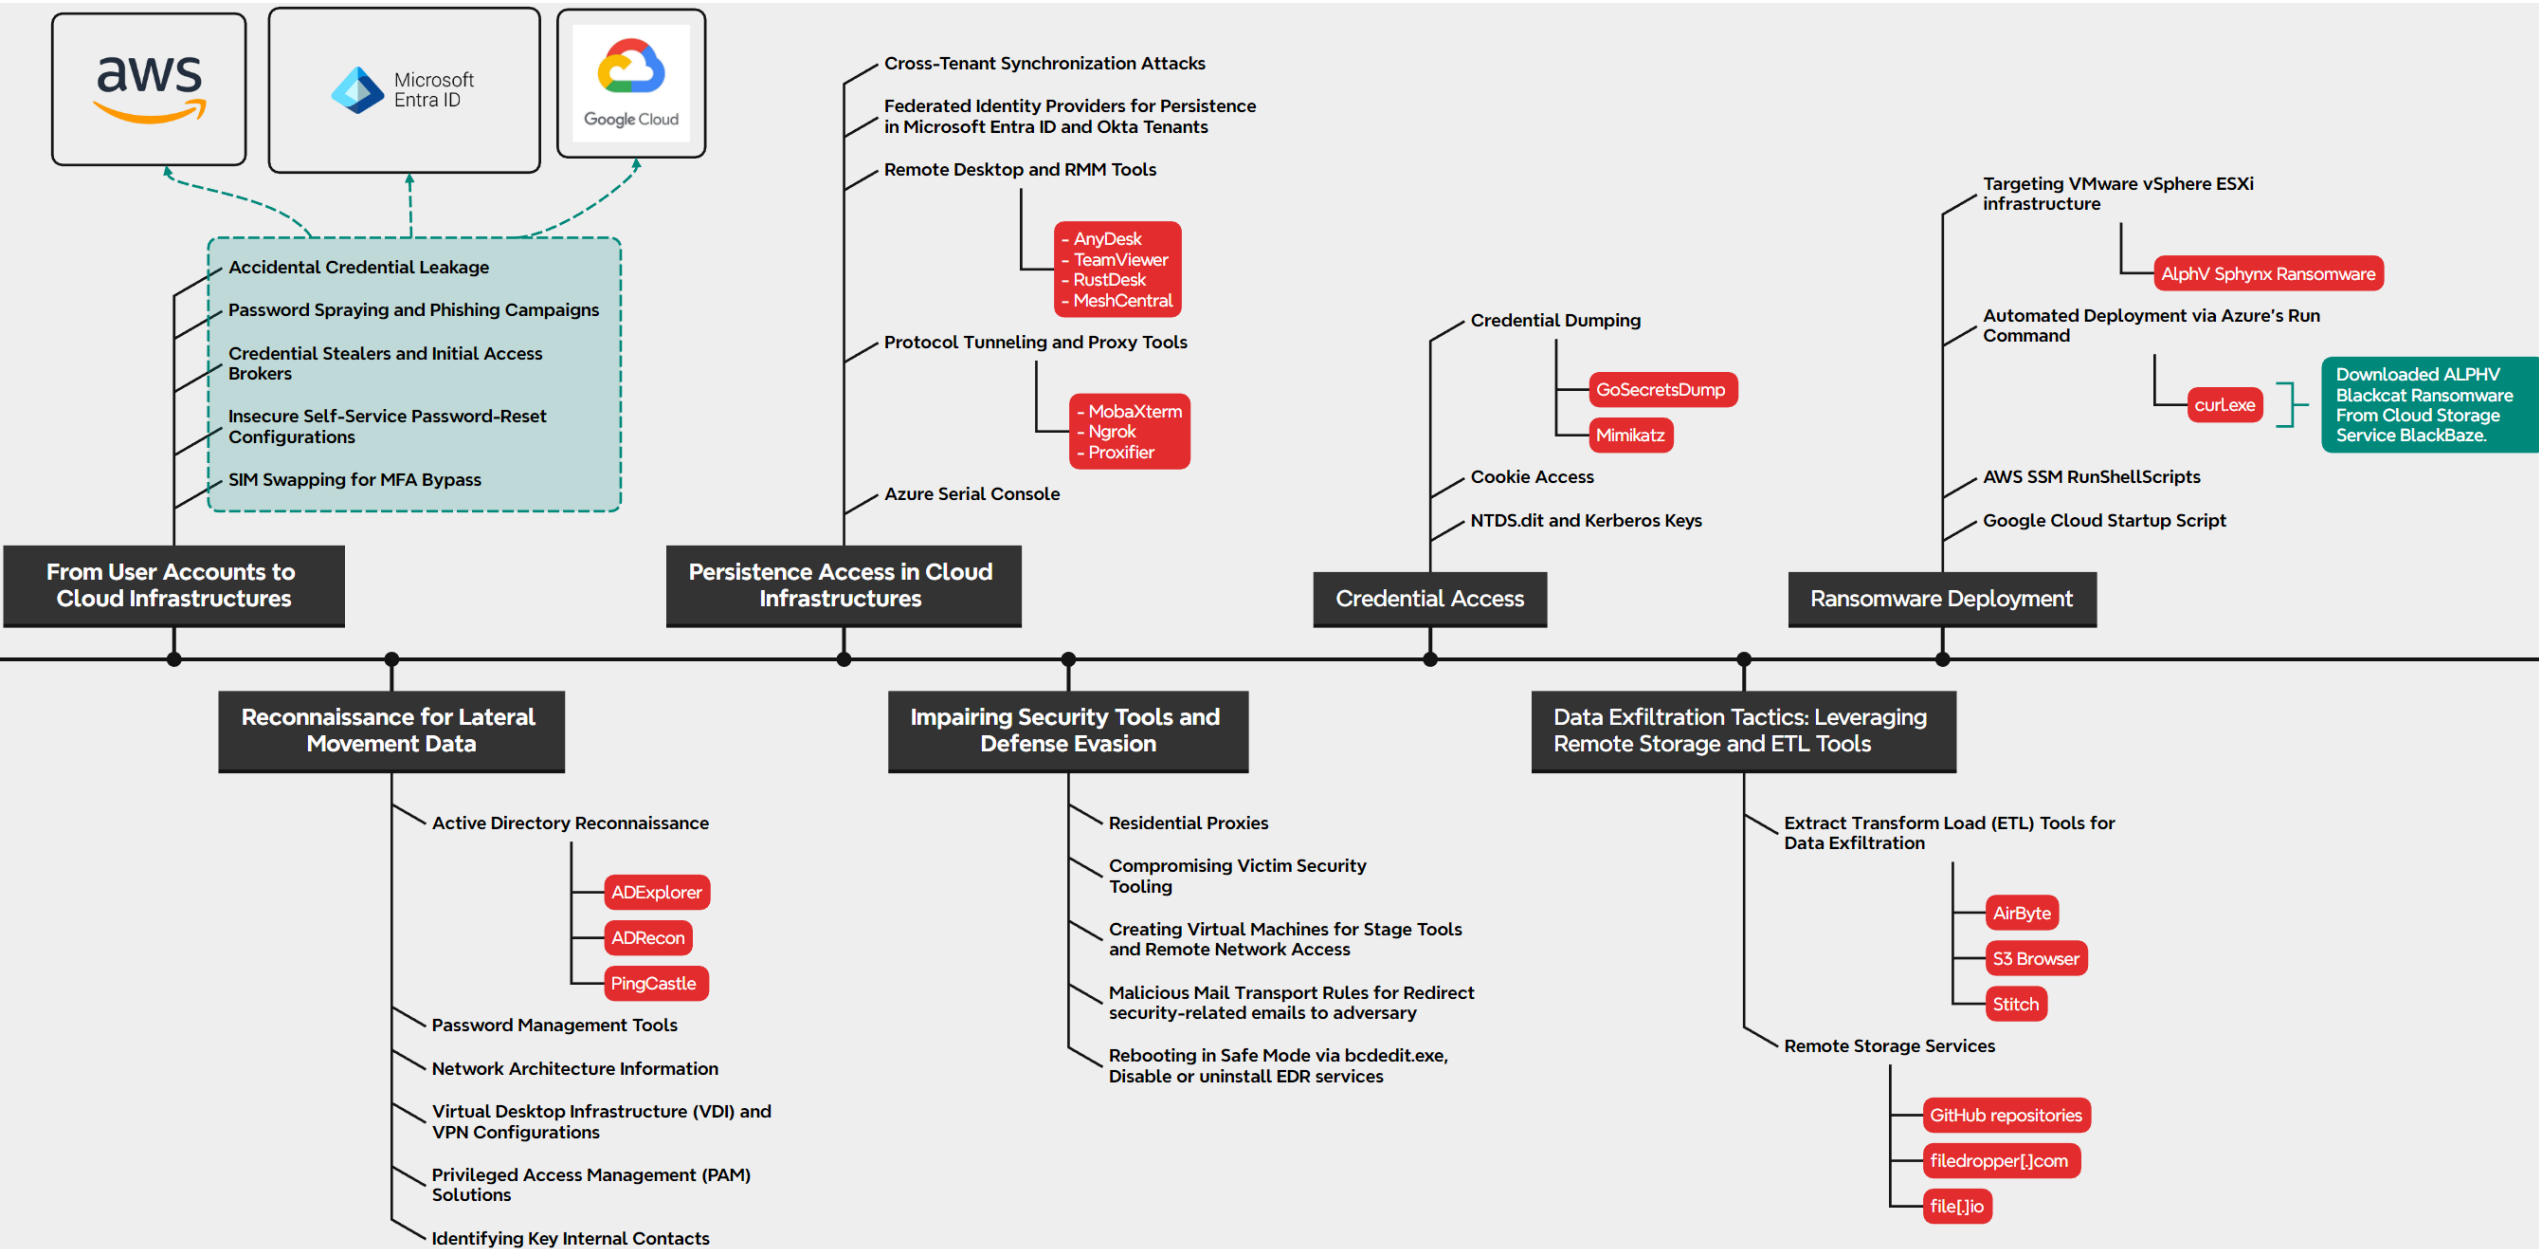 aws
Microsoft
Entra ID
Google Cloud
Accidental Credential Leakage
Password Spraying and Phishing Campaigns
Credential Stealers and Initial Access
Brokers
Insecure Self-Service Password-Reset
Configurations
SIM Swapping for MFA Bypass
From User Accounts to
Cloud Infrastructures
Reconnaissance for Lateral
Movement Data
Active Directory Reconnaissance
ADExplorer
ADRecon
PingCastle
Password Management Tools
Network Architecture Information
Virtual Desktop Infrastructure (VDI) and
VPN Configurations
Privileged Access Management (PAM)
Solutions
Identifying Key Internal Contacts
Cross-Tenant Synchronization Attacks
Federated Identity Providers for Persistence
in Microsoft Entra ID and Okta Tenants
Remote Desktop and RMM Tools
- AnyDesk
- TeamViewer
- RustDesk
- MeshCentral
Protocol Tunneling and Proxy Tools
- MobaXterm
- Ngrok
- Proxifier
Azure Serial Console
Persistence Access in Cloud
Infrastructures
Impairing Security Tools and
Defense Evasion
Residential Proxies
Compromising Victim Security
Tooling
Creating Virtual Machines for Stage Tools
and Remote Network Access
Malicious Mail Transport Rules for Redirect
security-related emails to adversary
Rebooting in Safe Mode via bcdedit.exe,
Disable or uninstall EDR services
Credential Dumping
GoSecretsDump
Mimikatz
Cookie Access
NTDS.dit and Kerberos Keys
Credential Access
Data Exfiltration Tactics: Leveraging
Remote Storage and ETL Tools
Extract Transform Load (ETL) Tools for
Data Exfiltration
AirByte
S3 Browser
Stitch
Remote Storage Services
GitHub repositories
filedropper[.]com
file[.]io
Targeting VMware vSphere ESXi
infrastructure
AlphV Sphynx Ransomware
Automated Deployment via Azure's Run
Command
curl.exe
Downloaded ALPHV
Blackcat Ransomware
From Cloud Storage
Service BlackBaze.
AWS SSM RunShellScripts
Google Cloud Startup Script
Ransomware Deployment